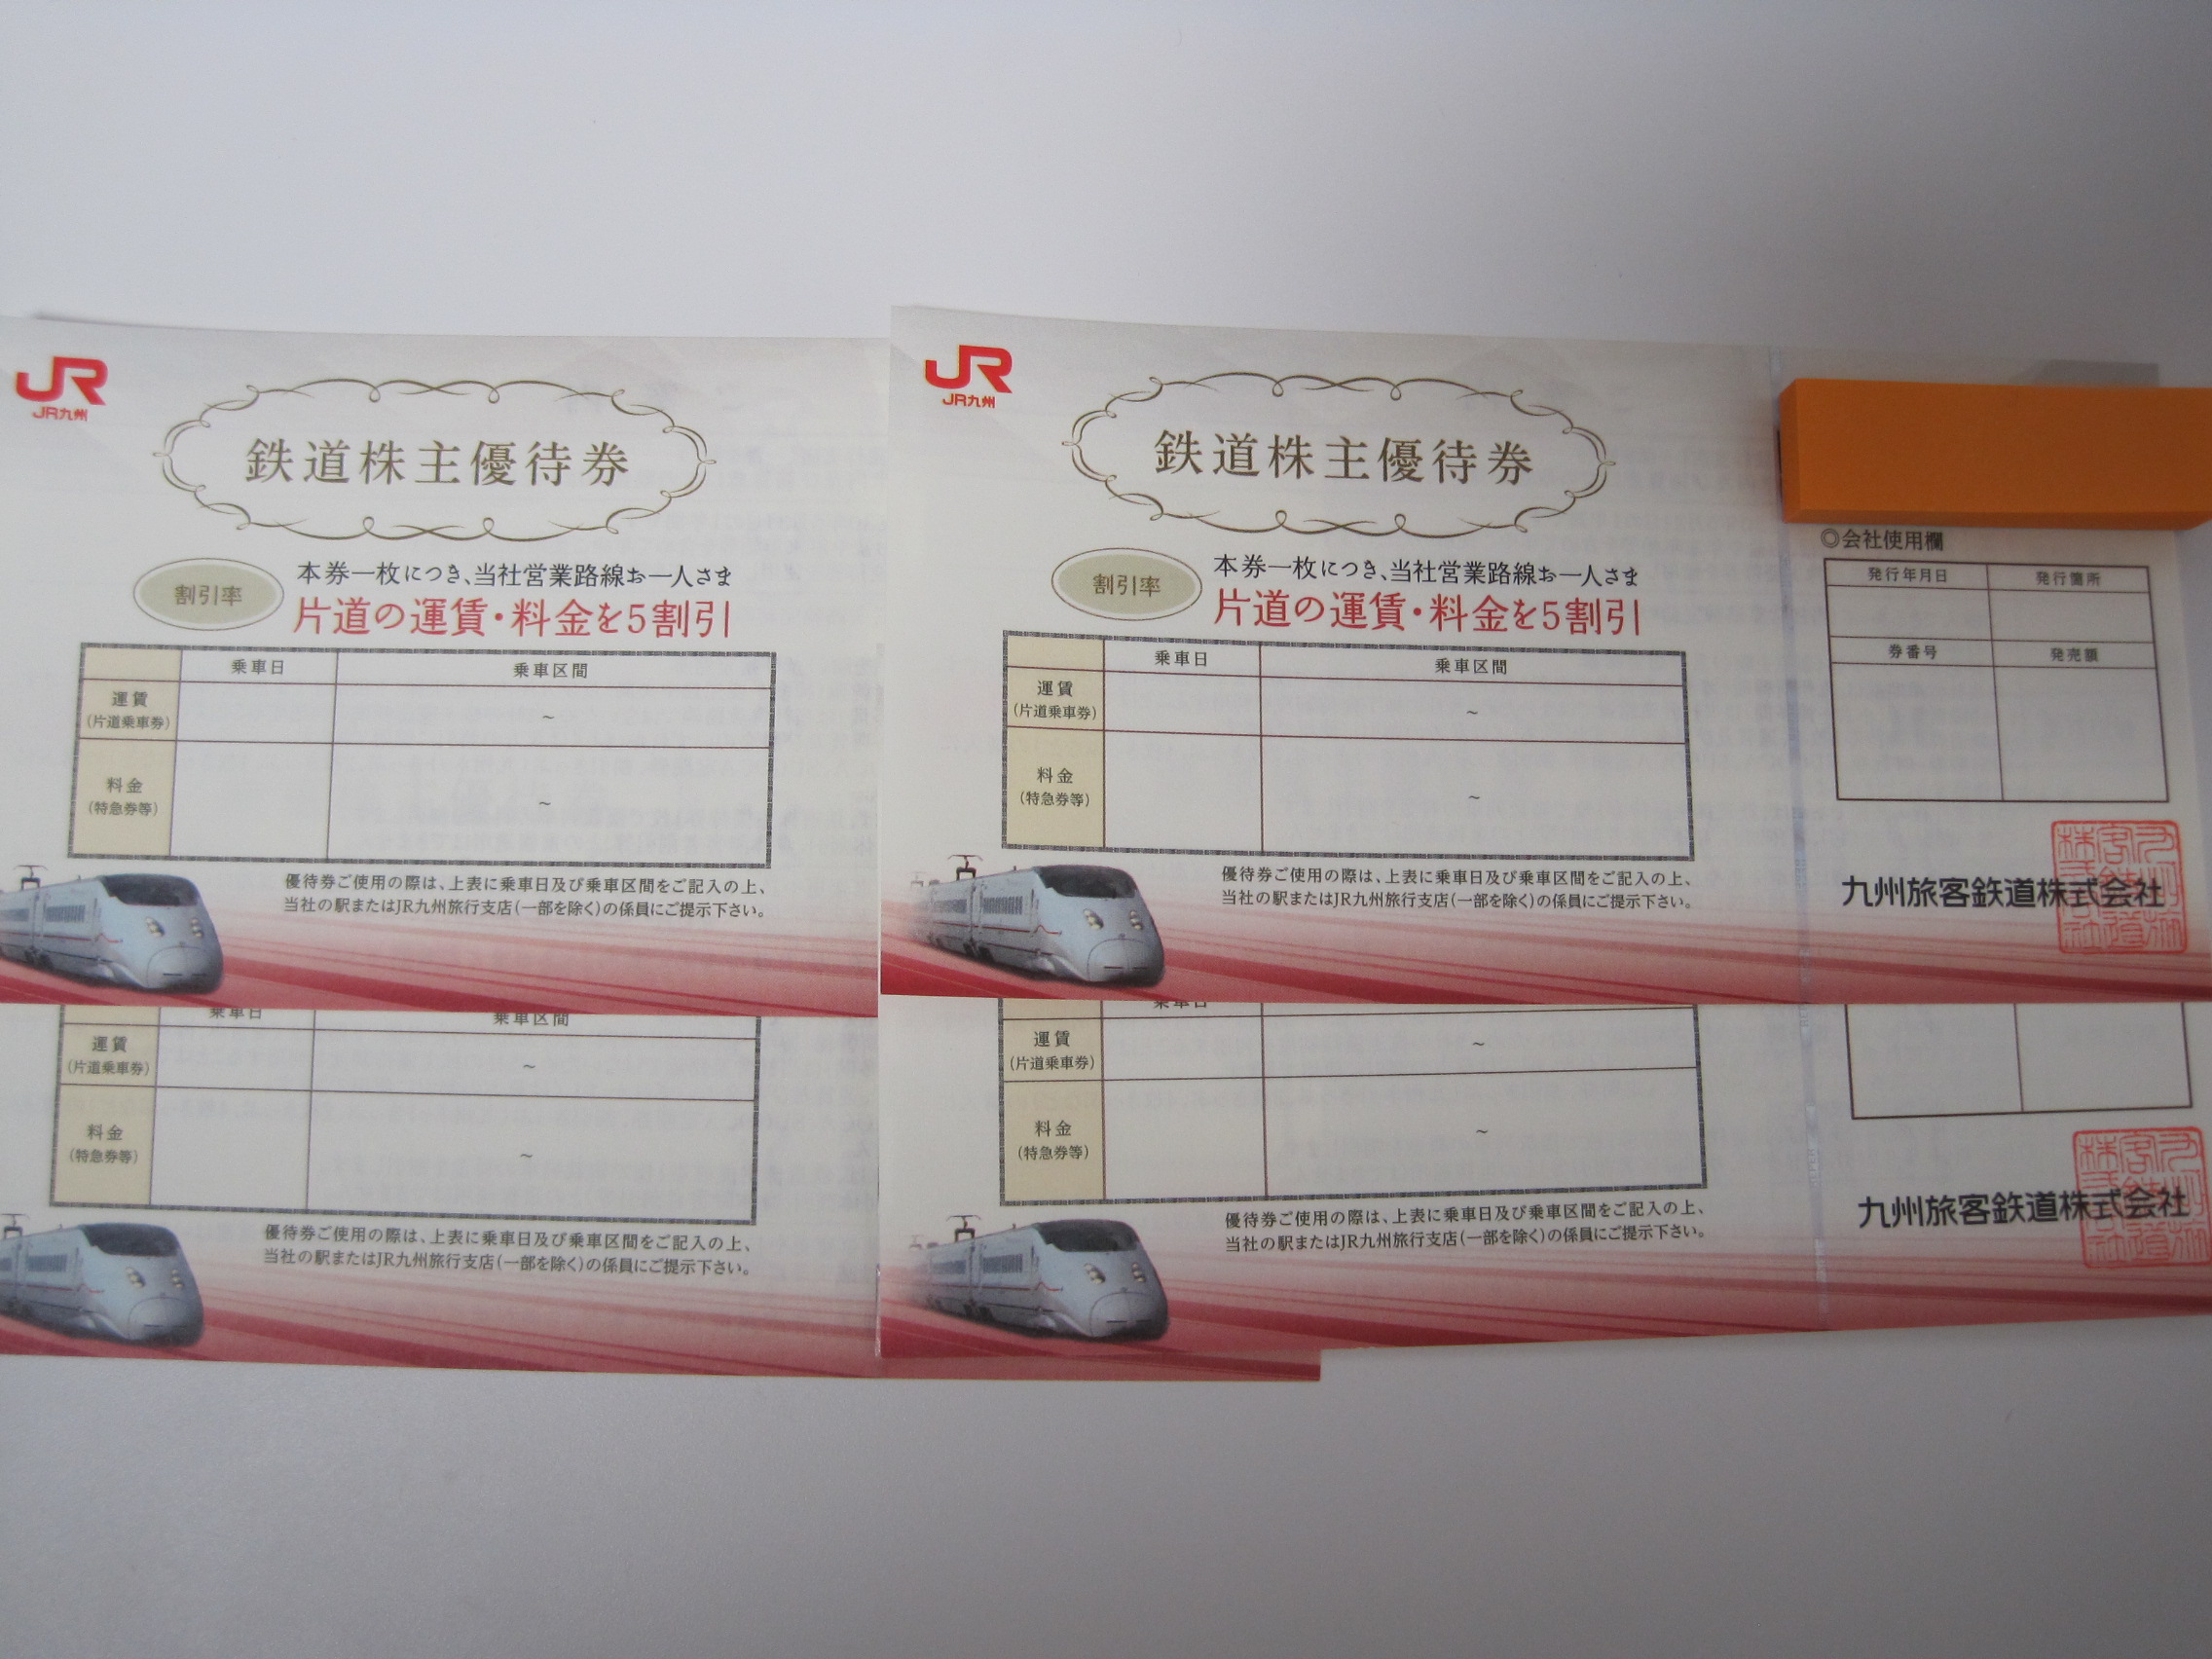 JR
JR九州
鉄道株主優待券
割引率
本券一枚につき、当社営業路線お一人さま
片道の運賃・料金を5割引
乗車日 乗車区間
運賃
(片道乗車券)
~
料金
(特急券等)
~
優待券ご使用の際は、上表に乗車日及び乗車区間をご記入の上、
当社の駅またはJR九州旅行支店(一部を除く)の係員にご提示下さい。
乗車日 乗車区間
運賃
(片道乗車券)
~
料金
(特急券等)
~
優待券ご使用の際は、上表に乗車日及び乗車区間をご記入の上、
当社の駅またはJR九州旅行支店(一部を除く)の係員にご提示下さい。
JR
JR九州
鉄道株主優待券
割引率
本券一枚につき、当社営業路線お一人さま
片道の運賃・料金を5割引
乗車日 乗車区間
運賃
(片道乗車券)
~
料金
(特急券等)
~
優待券ご使用の際は、上表に乗車日及び乗車区間をご記入の上、
当社の駅またはJR九州旅行支店(一部を除く)の係員にご提示下さい。
◎会社使用欄
発行年月日 発行箇所
券番号 発売額
九州旅客鉄道株式会社
乗車日
運賃
(片道乗車券)
~
料金
(特急券等)
~
優待券ご使用の際は、上表に乗車日及び乗車区間をご記入の上、
当社の駅またはJR九州旅行支店(一部を除く)の係員にご提示下さい。
九州旅客鉄道株式会社